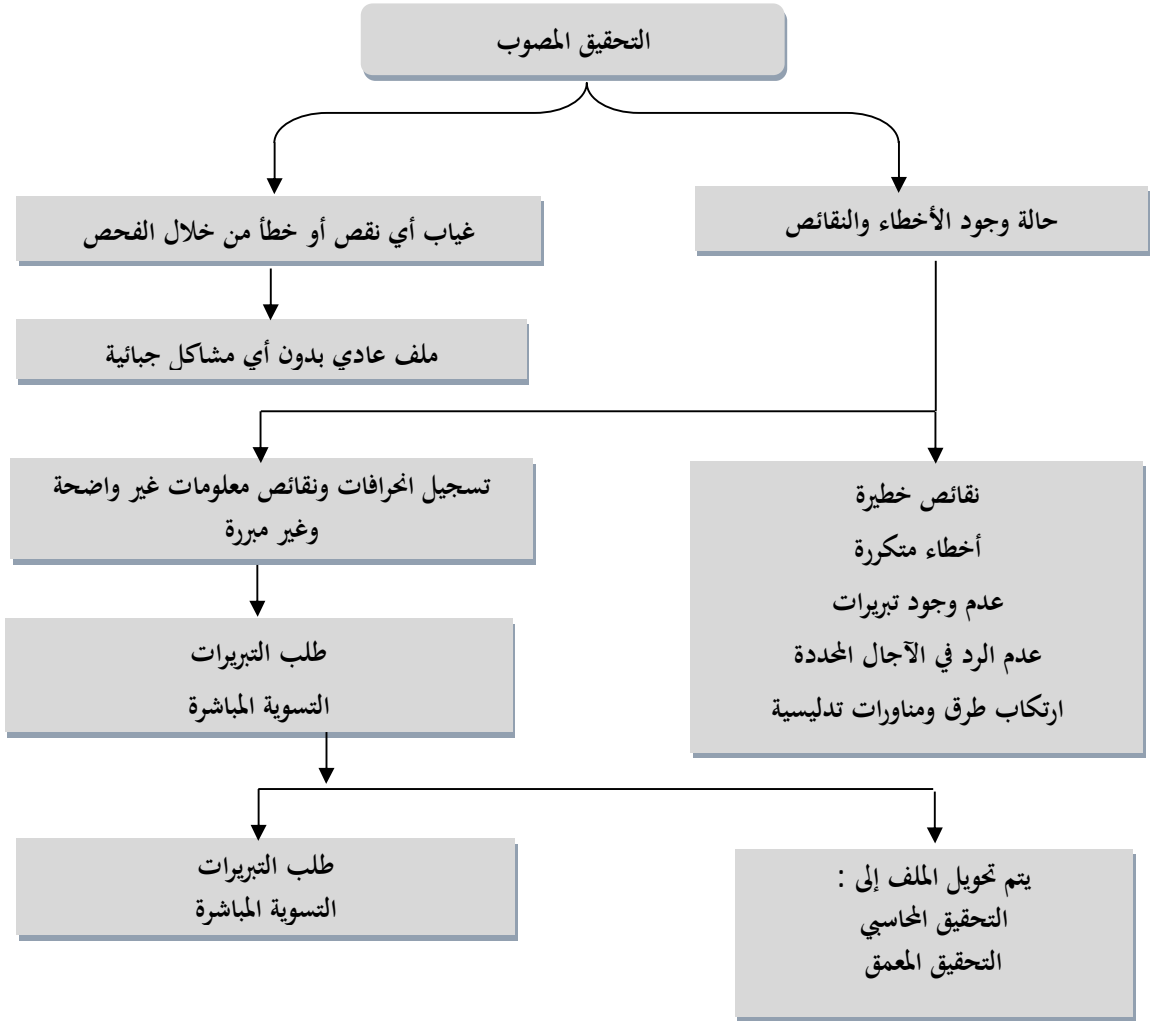 التحقيق المصوب
حالة وجود الأخطاء والنقائص
غياب أي نقص أو خطأ من خلال الفحص
ملف عادي بدون أي مشاكل جبائية
نقائص خطيرة
أخطاء متكررة
عدم وجود تبريرات
عدم الرد في الآجال المحددة
ارتكاب طرق ومناورات تدليسية
تسجيل انحرافات ونقائص معلومات غير واضحة
وغير مبررة
طلب التبريرات
التسوية المباشرة
يتم تحويل الملف إلى :
التحقيق المحاسبي
التحقيق المعمق
طلب التبريرات
التسوية المباشرة